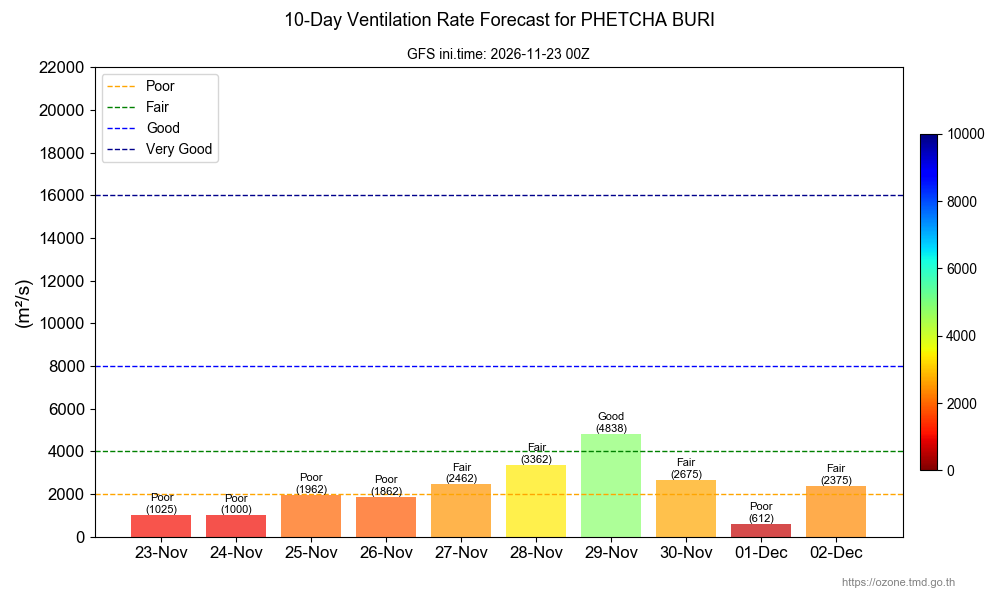 10-Day Ventilation Rate Forecast for PHETCHA BURI
GFS ini.time: 2026-11-23 00Z
(m²/s)
22000
20000
18000
16000
14000
12000
10000
8000
6000
4000
2000
0
Poor
Fair
Good
Very Good
Poor
(1025)
Poor
(1000)
Poor
(1962)
Poor
(1862)
Fair
(2462)
Fair
(3362)
Good
(4838)
Fair
(2675)
Poor
(612)
Fair
(2375)
23-Nov 24-Nov 25-Nov 26-Nov 27-Nov 28-Nov 29-Nov 30-Nov 01-Dec 02-Dec
10000
8000
6000
4000
2000
0
https://ozone.tmd.go.th